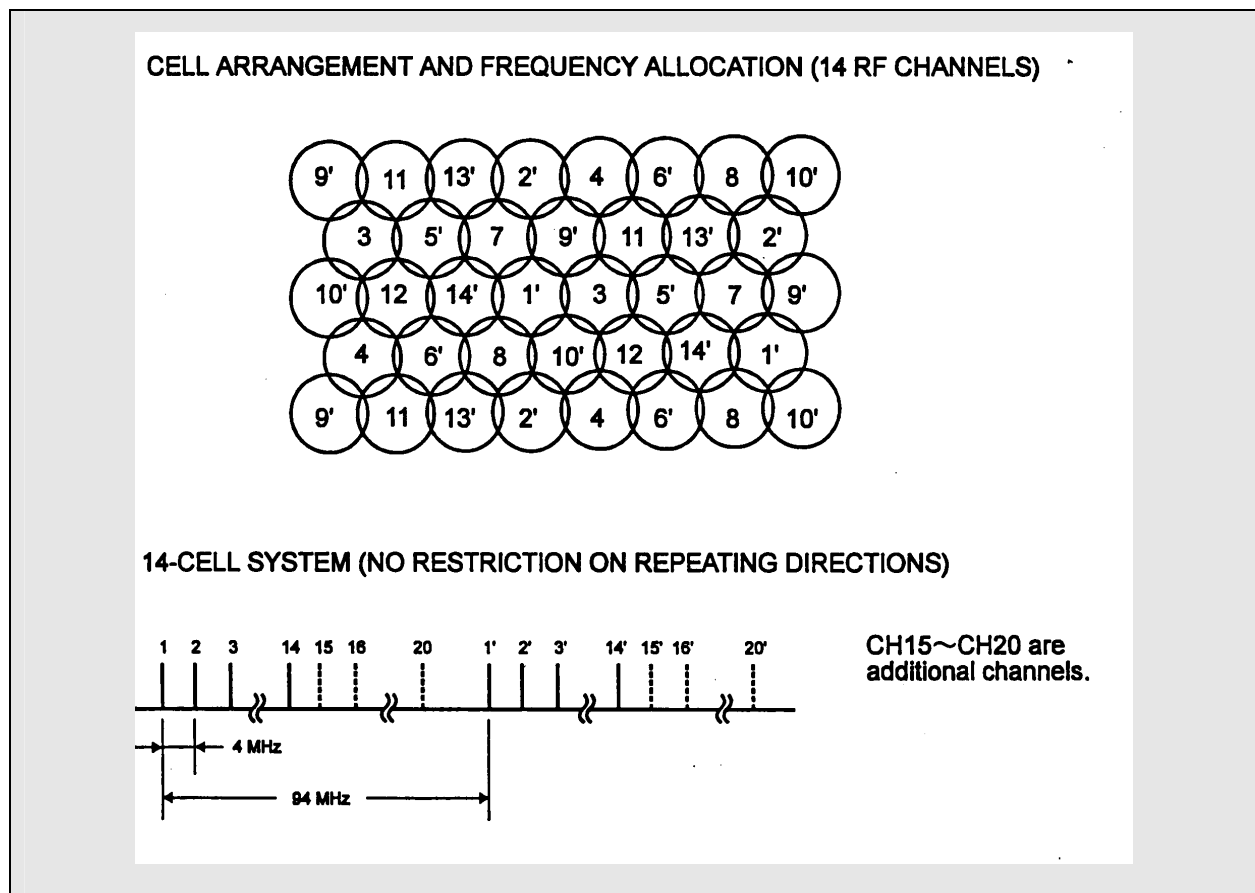 CELL ARRANGEMENT AND FREQUENCY ALLOCATION (14 RF CHANNELS)
9' 11 13' 2' 4 6' 8 10'
3 5' 7 9' 11 13' 2'
10' 12 14' 1' 3 5' 7 9'
4 6' 8 10' 12 14' 1'
9' 11 13' 2' 4 6' 8 10'
14-CELL SYSTEM (NO RESTRICTION ON REPEATING DIRECTIONS)
1 2 3 14 15 16 20 1' 2' 3' 14' 15' 16' 20'
CH15~CH20 are
additional channels.
4 MHz
94 MHz